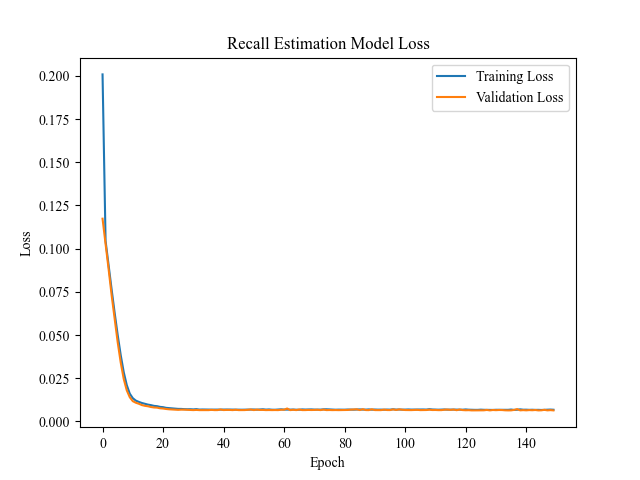 Recall Estimation Model Loss
Training Loss
Validation Loss
0.200
0.175
0.150
0.125
0.100
0.075
0.050
0.025
0.000
Loss
0 20 40 60 80 100 120 140
Epoch